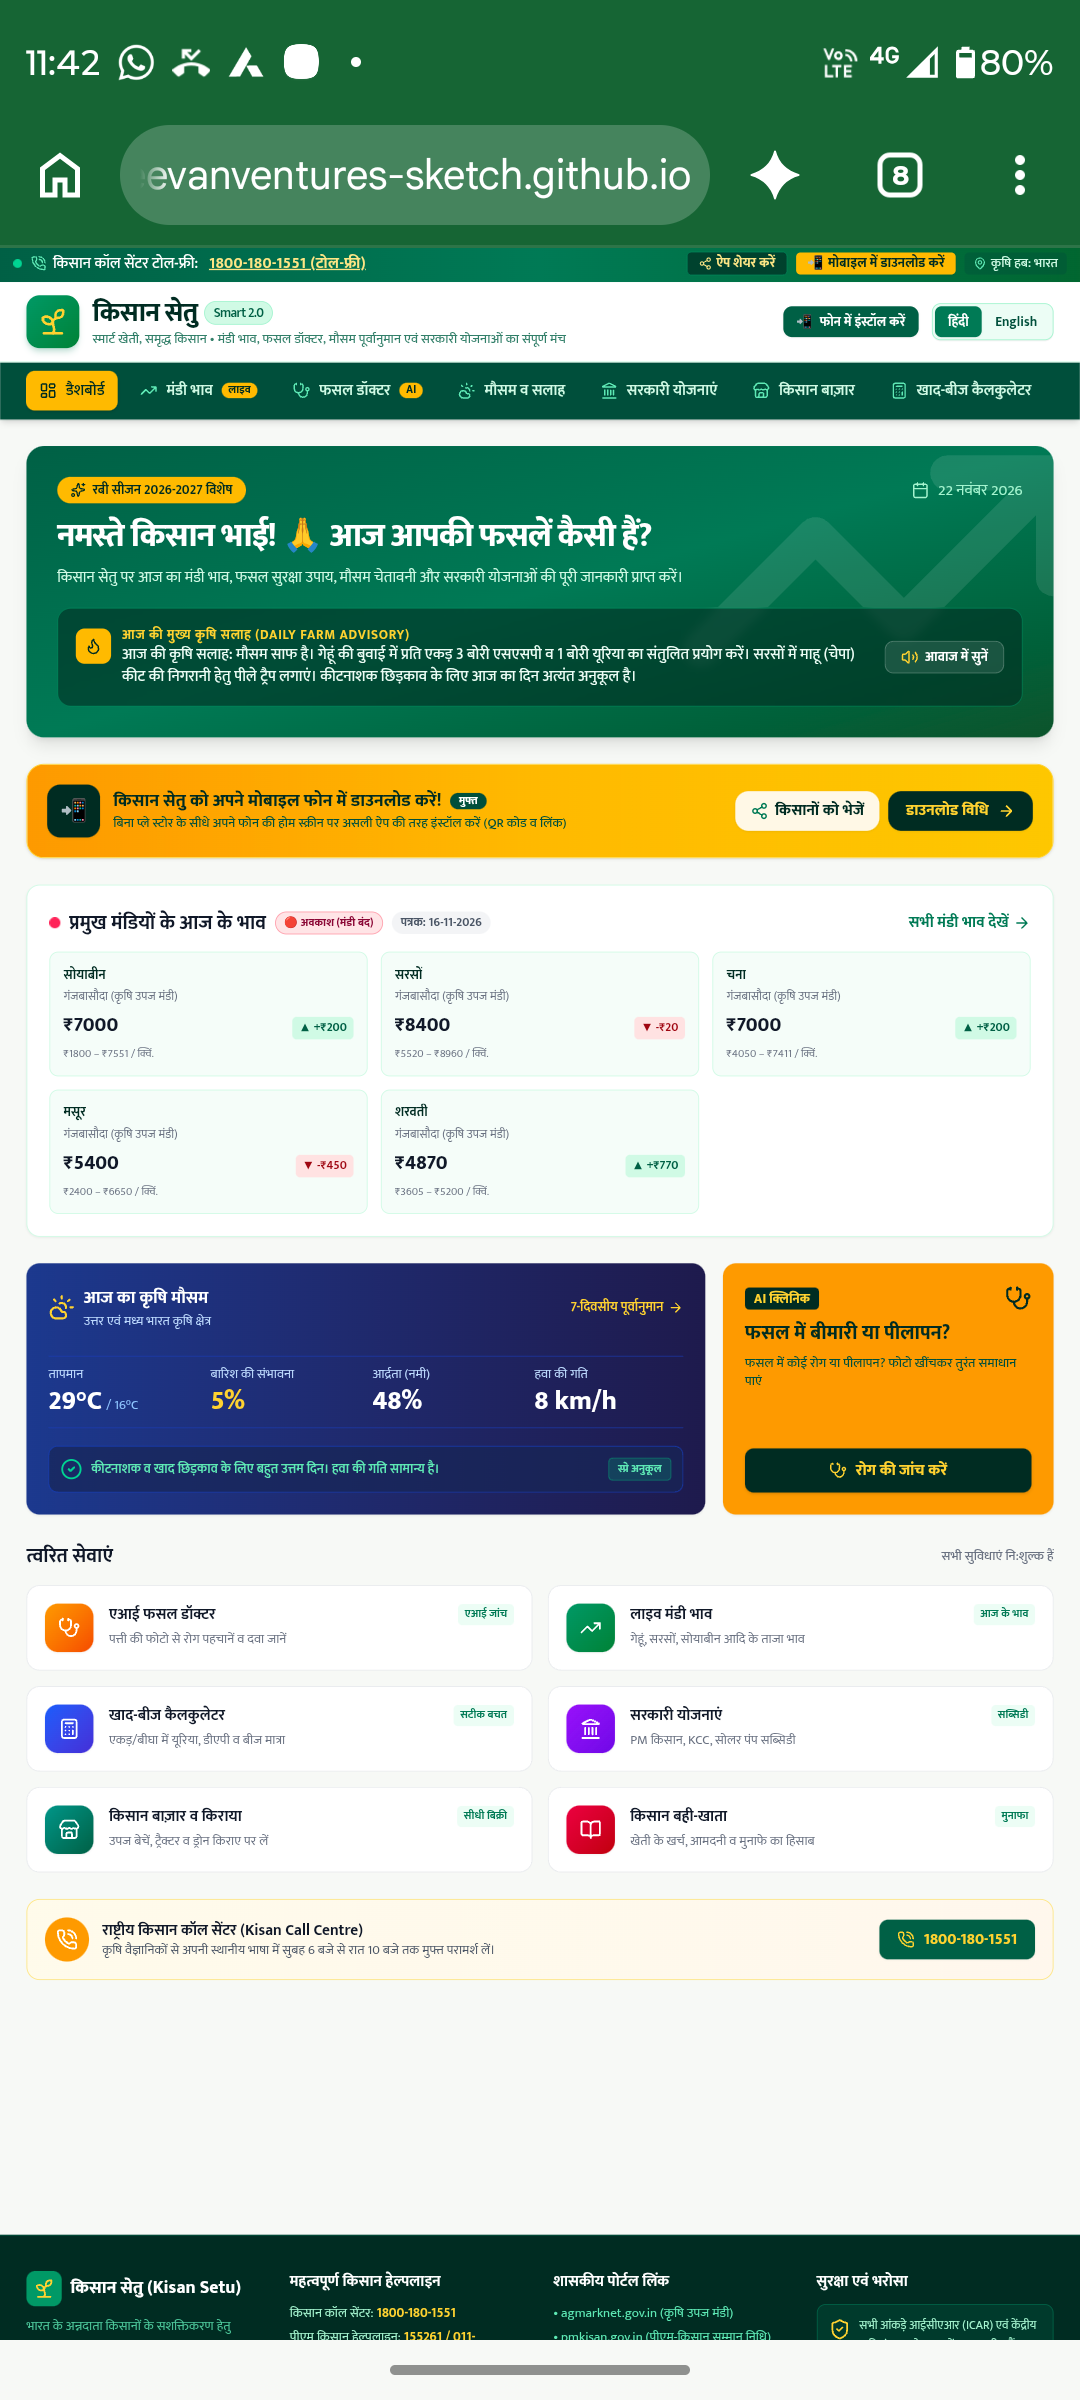 11:42
Vo LTE 4G 80%
evanventures-sketch.github.io
8
किसान कॉल सेंटर टोल-फ्री: 1800-180-1551 (टोल-फ्री)
ऐप शेयर करें
मोबाइल में डाउनलोड करें
कृषि हब: भारत
किसान सेतु Smart 2.0
स्मार्ट खेती, समृद्ध किसान • मंडी भाव, फसल डॉक्टर, मौसम पूर्वानुमान एवं सरकारी योजनाओं का संपूर्ण मंच
फोन में इंस्टॉल करें
हिंदी English
डैशबोर्ड
मंडी भाव लाइव
फसल डॉक्टर AI
मौसम व सलाह
सरकारी योजनाएं
किसान बाज़ार
खाद-बीज कैलकुलेटर
रबी सीजन 2026-2027 विशेष
22 नवंबर 2026
नमस्ते किसान भाई! 🙏 आज आपकी फसलें कैसी हैं?
किसान सेतु पर आज का मंडी भाव, फसल सुरक्षा उपाय, मौसम चेतावनी और सरकारी योजनाओं की पूरी जानकारी प्राप्त करें।
आज की मुख्य कृषि सलाह (DAILY FARM ADVISORY)
आज की कृषि सलाह: मौसम साफ है। गेहूं की बुवाई में प्रति एकड़ 3 बोरी एसएसपी व 1 बोरी यूरिया का संतुलित प्रयोग करें। सरसों में माहू (चेपा)
कीट की निगरानी हेतु पीले ट्रैप लगाएं। कीटनाशक छिड़काव के लिए आज का दिन अत्यंत अनुकूल है।
आवाज में सुनें
किसान सेतु को अपने मोबाइल फोन में डाउनलोड करें! मुफ्त
बिना प्ले स्टोर के सीधे अपने फोन की होम स्क्रीन पर असली ऐप की तरह इंस्टॉल करें (QR कोड व लिंक)
किसानों को भेजें
डाउनलोड विधि →
प्रमुख मंडियों के आज के भाव
🔴 अवकाश (मंडी बंद)
पत्रक: 16-11-2026
सभी मंडी भाव देखें →
सोयाबीन
गंजबासौदा (कृषि उपज मंडी)
₹7000 ▲ +₹200
₹1800 – ₹7551 / क्विं.
सरसों
गंजबासौदा (कृषि उपज मंडी)
₹8400 ▼ -₹20
₹5520 – ₹8960 / क्विं.
चना
गंजबासौदा (कृषि उपज मंडी)
₹7000 ▲ +₹200
₹4050 – ₹7411 / क्विं.
मसूर
गंजबासौदा (कृषि उपज मंडी)
₹5400 ▼ -₹450
₹2400 – ₹6650 / क्विं.
शरवती
गंजबासौदा (कृषि उपज मंडी)
₹4870 ▲ +₹770
₹3605 – ₹5200 / क्विं.
आज का कृषि मौसम
उत्तर एवं मध्य भारत कृषि क्षेत्र
7-दिवसीय पूर्वानुमान →
तापमान
29°C / 16°C
बारिश की संभावना
5%
आर्द्रता (नमी)
48%
हवा की गति
8 km/h
कीटनाशक व खाद छिड़काव के लिए बहुत उत्तम दिन। हवा की गति सामान्य है।
स्प्रे अनुकूल
AI क्लिनिक
फसल में बीमारी या पीलापन?
फसल में कोई रोग या पीलापन? फोटो खींचकर तुरंत समाधान
पाएं
रोग की जांच करें
त्वरित सेवाएं
सभी सुविधाएं नि:शुल्क हैं
एआई फसल डॉक्टर
एआई जांच
पत्ती की फोटो से रोग पहचानें व दवा जानें
लाइव मंडी भाव
आज के भाव
गेहूं, सरसों, सोयाबीन आदि के ताजा भाव
खाद-बीज कैलकुलेटर
सटीक बचत
एकड़/बीघा में यूरिया, डीएपी व बीज मात्रा
सरकारी योजनाएं
सब्सिडी
PM किसान, KCC, सोलर पंप सब्सिडी
किसान बाज़ार व किराया
सीधी बिक्री
उपज बेचें, ट्रैक्टर व ड्रोन किराए पर लें
किसान बही-खाता
मुनाफा
खेती के खर्च, आमदनी व मुनाफे का हिसाब
राष्ट्रीय किसान कॉल सेंटर (Kisan Call Centre)
कृषि वैज्ञानिकों से अपनी स्थानीय भाषा में सुबह 6 बजे से रात 10 बजे तक मुफ्त परामर्श लें।
1800-180-1551
किसान सेतु (Kisan Setu)
भारत के अन्नदाता किसानों के सशक्तिकरण हेतु
महत्वपूर्ण किसान हेल्पलाइन
किसान कॉल सेंटर: 1800-180-1551
पीएम किसान हेल्पलाइन: 155261 / 011-
शासकीय पोर्टल लिंक
• agmarknet.gov.in (कृषि उपज मंडी)
• pmkisan.gov.in (पीएम-किसान सम्मान निधि)
सुरक्षा एवं भरोसा
सभी आंकड़े आईसीएआर (ICAR) एवं केंद्रीय